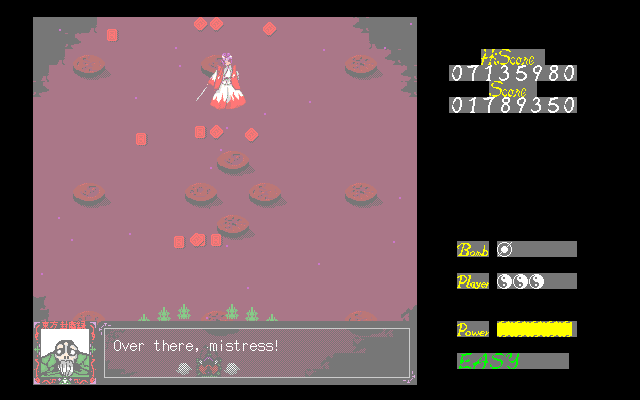 HiScore
07135980
Score
01789350
Bomb
Player
Power
EASY
Over there, mistress!